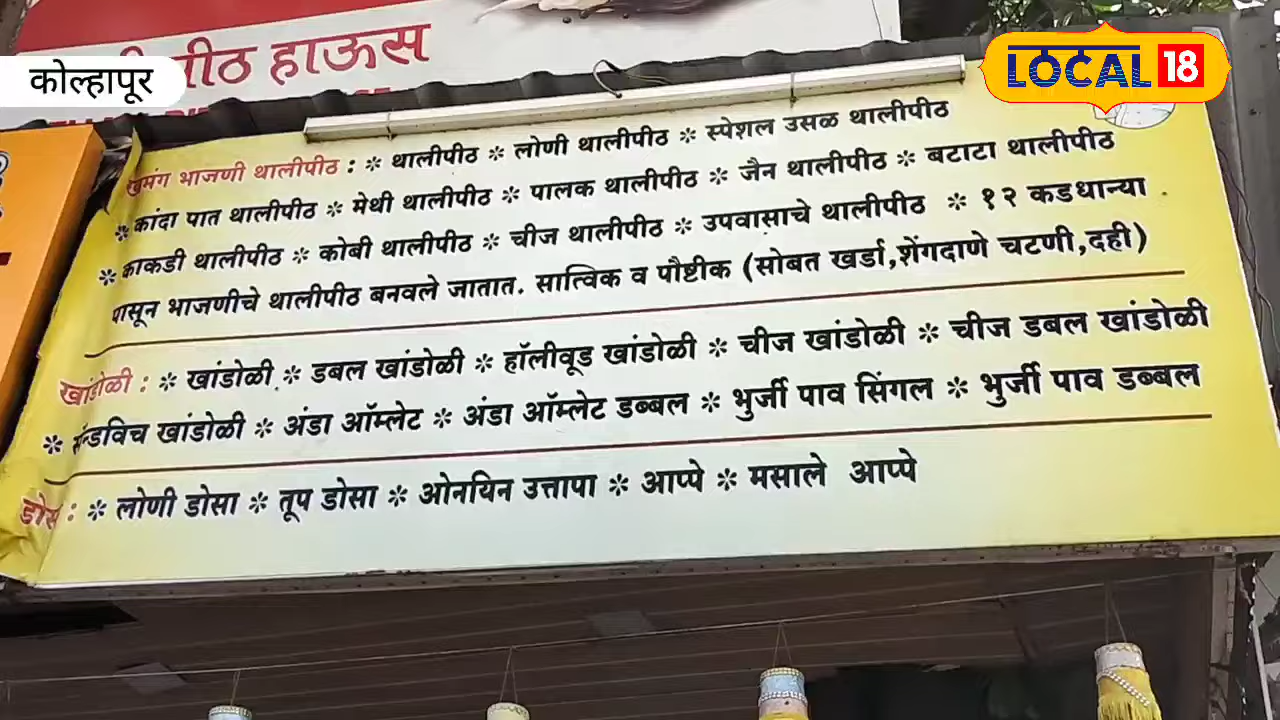 पीठ हाऊस
कोल्हापूर
LOCAL 18
खुमंग भाजणी थालीपीठ : * थालीपीठ * लोणी थालीपीठ * स्पेशल उसळ थालीपीठ
* कांदा पात थालीपीठ * मेथी थालीपीठ * पालक थालीपीठ * जैन थालीपीठ * बटाटा थालीपीठ
* काकडी थालीपीठ * कोबी थालीपीठ * चीज थालीपीठ * उपवासाचे थालीपीठ * १२ कडधान्या
पासून भाजणीचे थालीपीठ बनवले जातात. सात्विक व पौष्टीक (सोबत खर्डा,शेंगदाणे चटणी,दही)
खांडोळी : * खांडोळी * डबल खांडोळी * हॉलीवूड खांडोळी * चीज खांडोळी * चीज डबल खांडोळी
* सॅन्डविच खांडोळी * अंडा ऑम्लेट * अंडा ऑम्लेट डब्बल * भुर्जी पाव सिंगल * भुर्जी पाव डब्बल
डोसा : * लोणी डोसा * तूप डोसा * ओनयिन उत्तापा * आप्पे * मसाले आप्पे